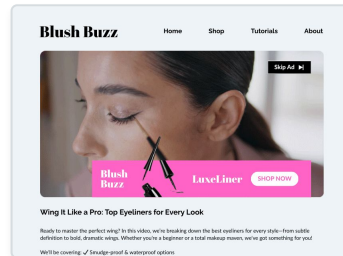 Blush Buzz
Home Shop Tutorials About
Skip Ad
Blush
Buzz
LuxeLiner
SHOP NOW
Wing It Like a Pro: Top Eyeliners for Every Look
Ready to master the perfect wing? In this video, we're breaking down the best eyeliners for every style—from subtle
definition to bold, dramatic wings. Whether you're a beginner or a total makeup maven, we've got something for you!
We'll be covering: ✓ Smudge-proof & waterproof options